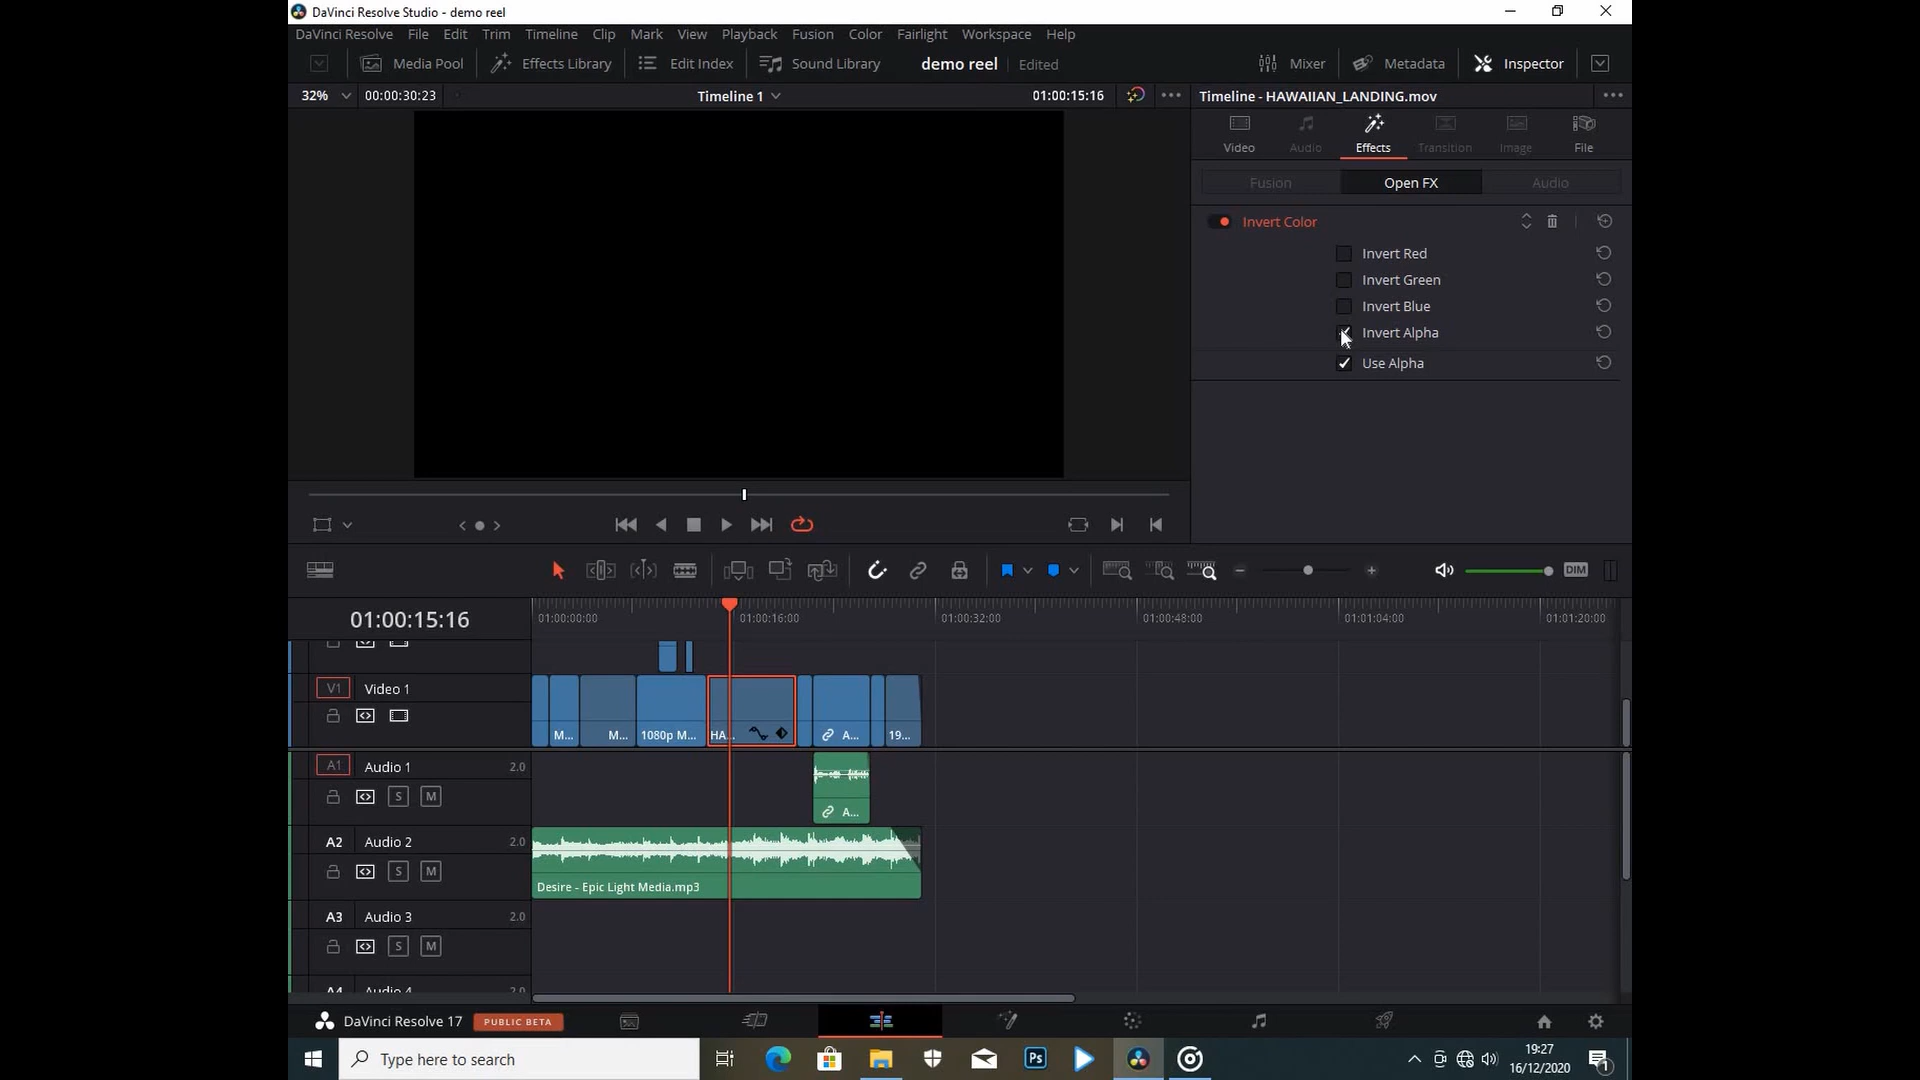 DaVinci Resolve Studio - demo reel
DaVinci Resolve File Edit Trim Timeline Clip Mark View Playback Fusion Color Fairlight Workspace Help
Media Pool Effects Library Edit Index Sound Library demo reel Edited Mixer Metadata Inspector
32% 00:00:30:23 Timeline 1 01:00:15:16 Timeline - HAWAIIAN_LANDING.mov
Video Audio Effects Transition Image File
Fusion Open FX Audio
Invert Color
Invert Red
Invert Green
Invert Blue
Invert Alpha
Use Alpha
DIM
01:00:15:16 01:00:00:00 01:00:16:00 01:00:32:00 01:00:48:00 01:01:04:00 01:01:20:00
V1 Video 1
M... M... 1080p M... HA... A... 19...
A1 Audio 1 2.0
S M A...
A2 Audio 2 2.0
S M
Desire - Epic Light Media.mp3
A3 Audio 3 2.0
S M
A4 Audio 4 2.0
DaVinci Resolve 17 PUBLIC BETA
Type here to search Ps 19:27
16/12/2020 1